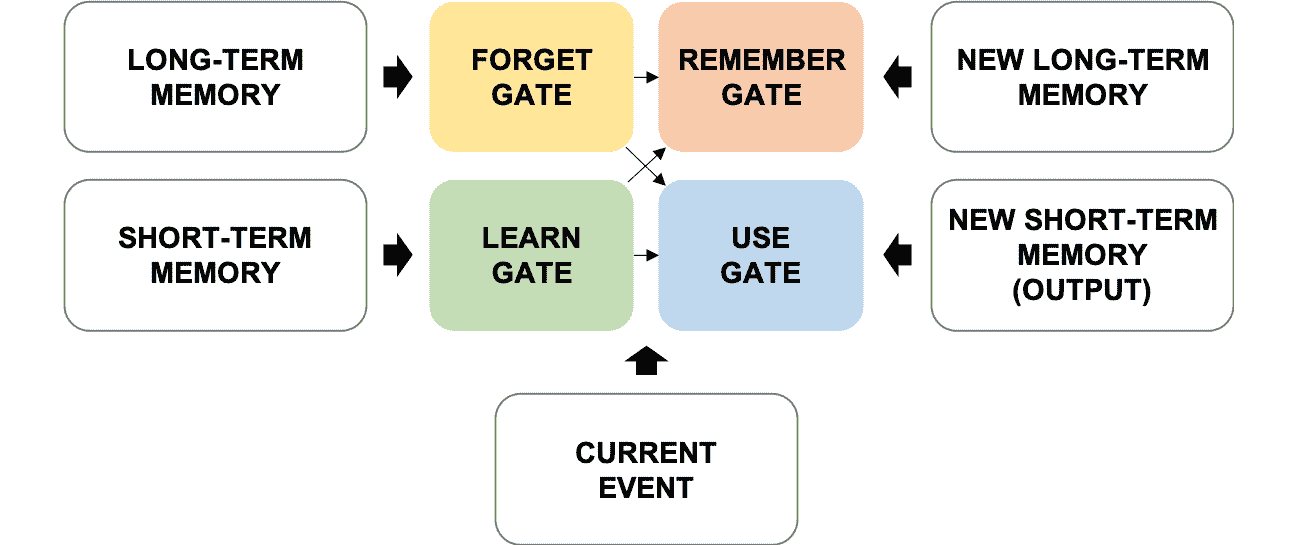 LONG-TERM
MEMORY
FORGET
GATE
REMEMBER
GATE
NEW LONG-TERM
MEMORY
SHORT-TERM
MEMORY
LEARN
GATE
USE
GATE
NEW SHORT-TERM
MEMORY
(OUTPUT)
CURRENT
EVENT